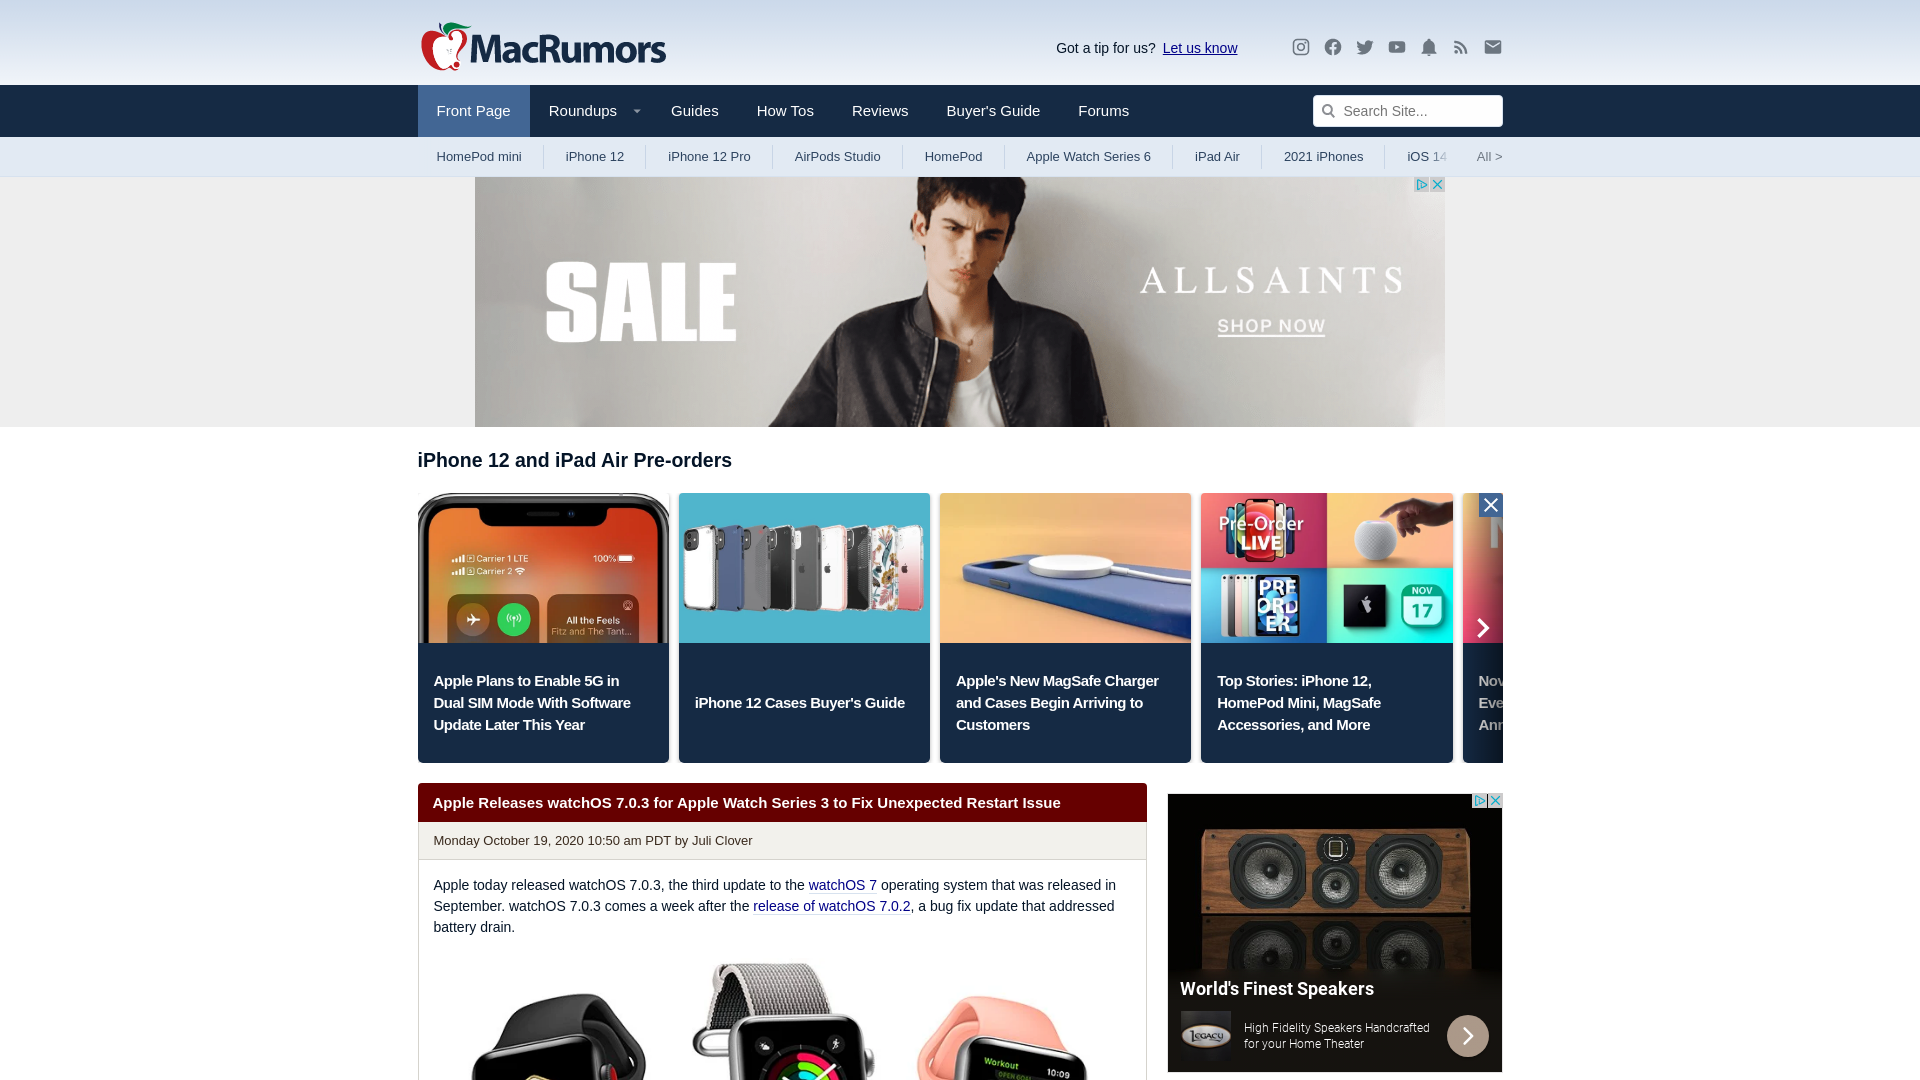 MacRumors
Got a tip for us? Let us know
Front Page
Roundups
Guides
How Tos
Reviews
Buyer's Guide
Forums
Search Site...
HomePod mini
iPhone 12
iPhone 12 Pro
AirPods Studio
HomePod
Apple Watch Series 6
iPad Air
2021 iPhones
iOS 14
All >
SALE
ALLSAINTS
SHOP NOW
iPhone 12 and iPad Air Pre-orders
Carrier 1 LTE
100%
Carrier 2
All the Feels
Fitz and The Tant...
Apple Plans to Enable 5G in
Dual SIM Mode With Software
Update Later This Year
iPhone 12 Cases Buyer's Guide
Apple's New MagSafe Charger
and Cases Begin Arriving to
Customers
Pre-Order
LIVE
PRE
ORD
ER
NOV
17
Top Stories: iPhone 12,
HomePod Mini, MagSafe
Accessories, and More
Nov
Eve
Ann
Apple Releases watchOS 7.0.3 for Apple Watch Series 3 to Fix Unexpected Restart Issue
Monday October 19, 2020 10:50 am PDT by Juli Clover
Apple today released watchOS 7.0.3, the third update to the watchOS 7 operating system that was released in
September. watchOS 7.0.3 comes a week after the release of watchOS 7.0.2, a bug fix update that addressed
battery drain.
Workout
10:09
OPEN GOAL
World's Finest Speakers
LEGACY
High Fidelity Speakers Handcrafted
for your Home Theater